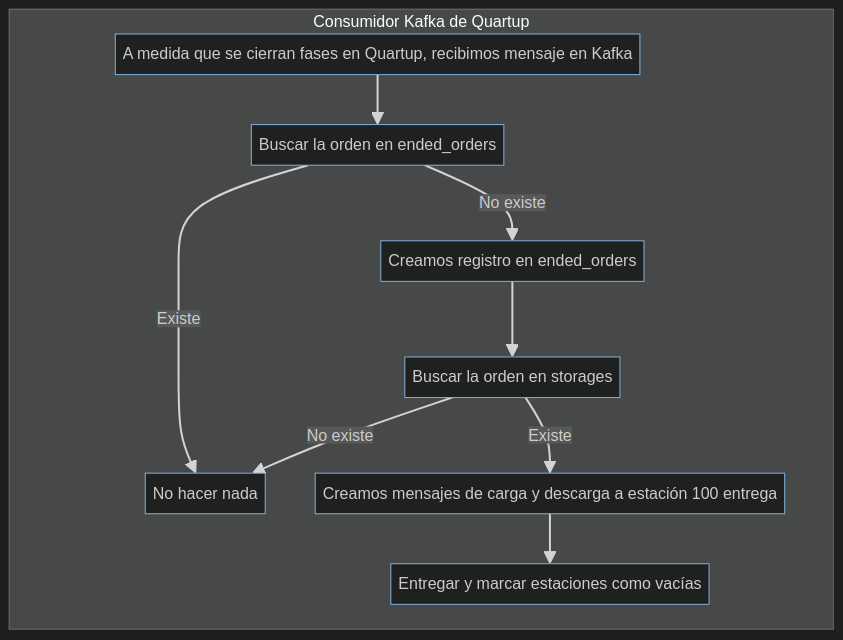 Consumidor Kafka de Quartup
A medida que se cierran fases en Quartup, recibimos mensaje en Kafka
Buscar la orden en ended_orders
No existe
Creamos registro en ended_orders
Existe
Buscar la orden en storages
No existe
Existe
No hacer nada
Creamos mensajes de carga y descarga a estación 100 entrega
Entregar y marcar estaciones como vacías